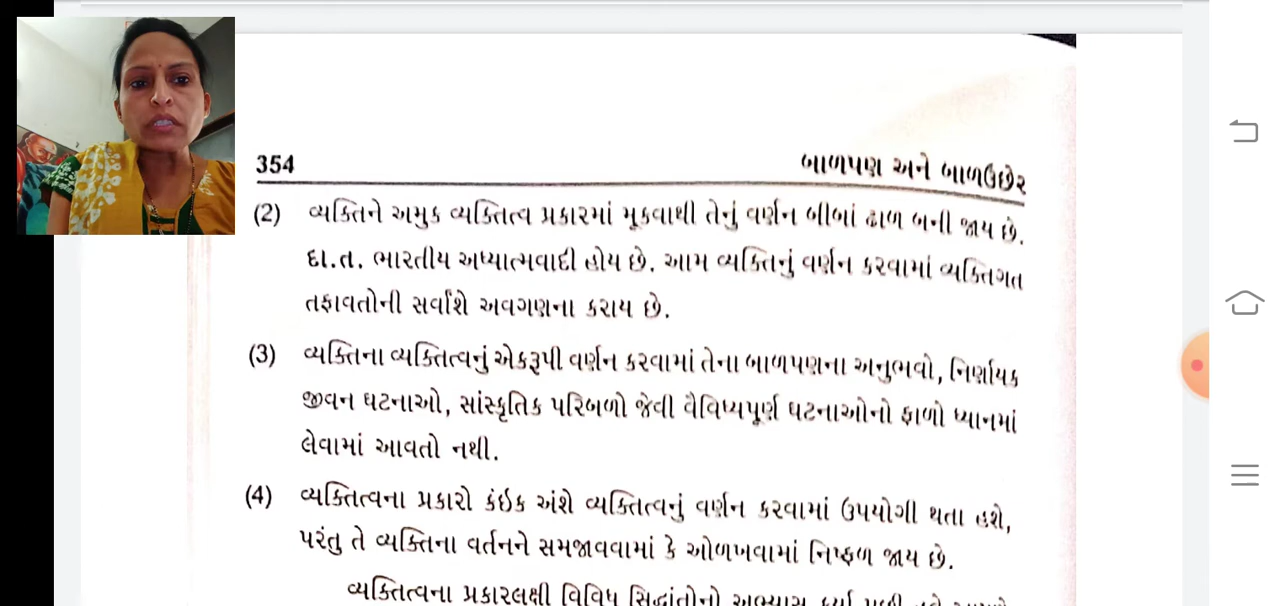 354
બાળપણ અને બાળઉછેર
(2) વ્યક્તિને અમુક વ્યક્તિત્વ પ્રકારમાં મૂકવાથી તેનું વર્ણન બીબાં ઢાળ બની જાય છે.
દા.ત. ભારતીય અધ્યાત્મવાદી હોય છે. આમ વ્યક્તિનું વર્ણન કરવામાં વ્યક્તિગત
તફાવતોની સર્વાંશે અવગણના કરાય છે.
(3) વ્યક્તિના વ્યક્તિત્વનું એકરૂપી વર્ણન કરવામાં તેના બાળપણના અનુભવો, નિર્ણાયક
જીવન ઘટનાઓ, સાંસ્કૃતિક પરિબળો જેવી વૈવિધ્યપૂર્ણ ઘટનાઓનો ફાળો ધ્યાનમાં
લેવામાં આવતો નથી.
(4) વ્યક્તિત્વના પ્રકારો કંઇક અંશે વ્યક્તિત્વનું વર્ણન કરવામાં ઉપયોગી થતા હશે,
પરંતુ તે વ્યક્તિના વર્તનને સમજાવવામાં કે ઓળખવામાં નિષ્ફળ જાય છે.
વ્યક્તિત્વના પ્રકારલક્ષી વિવિધ સિદ્ધાંતોનો અભ્યાસ કર્યા